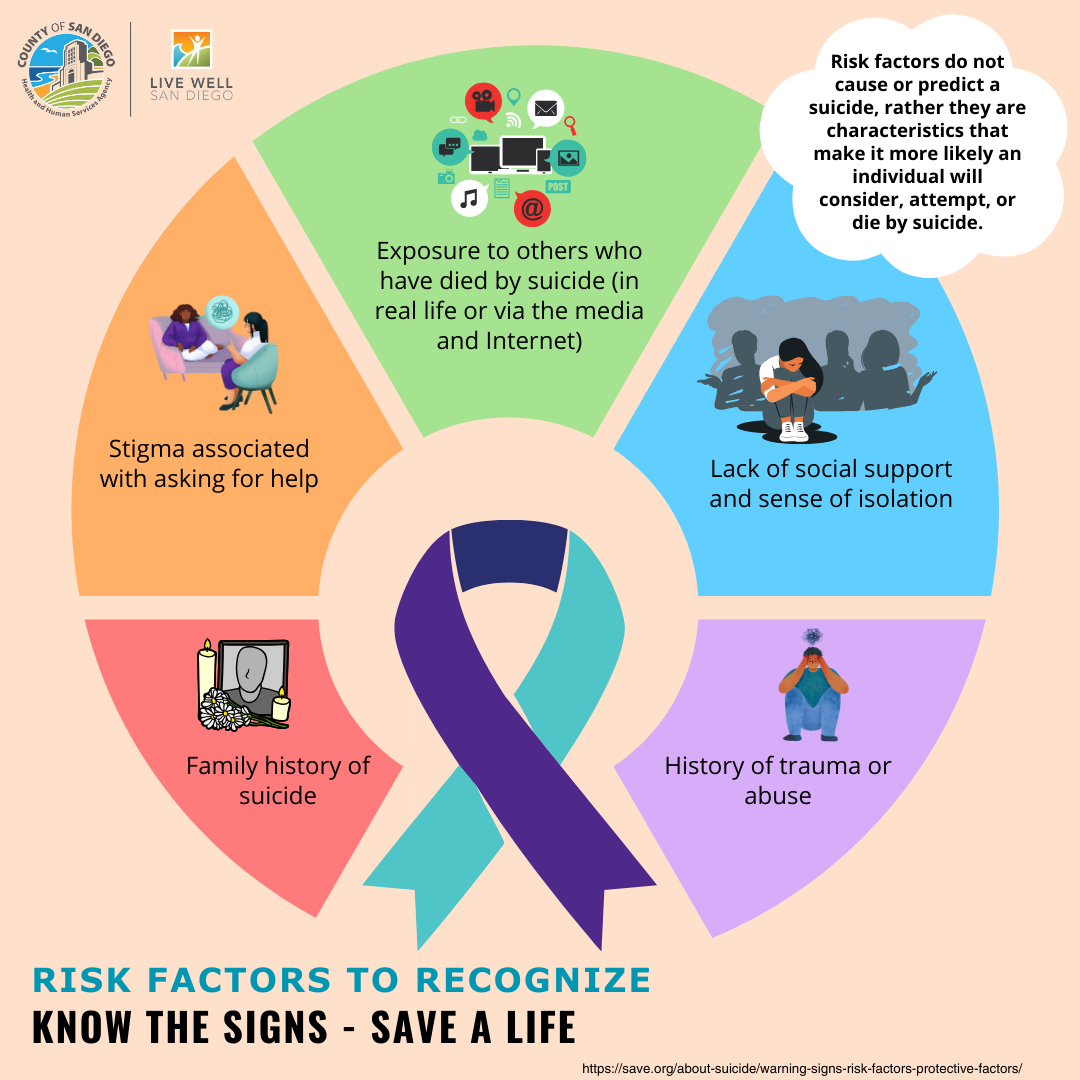 COUNTY OF SAN DIEGO
Health and Human Services Agency
LIVE WELL
SAN DIEGO
Risk factors do not
cause or predict a
suicide, rather they are
characteristics that
make it more likely an
individual will
consider, attempt, or
die by suicide.
POST
@
Exposure to others who
have died by suicide (in
real life or via the media
and Internet)
Stigma associated
with asking for help
Lack of social support
and sense of isolation
Family history of
suicide
History of trauma or
abuse
RISK FACTORS TO RECOGNIZE
KNOW THE SIGNS - SAVE A LIFE
https://save.org/about-suicide/warning-signs-risk-factors-protective-factors/